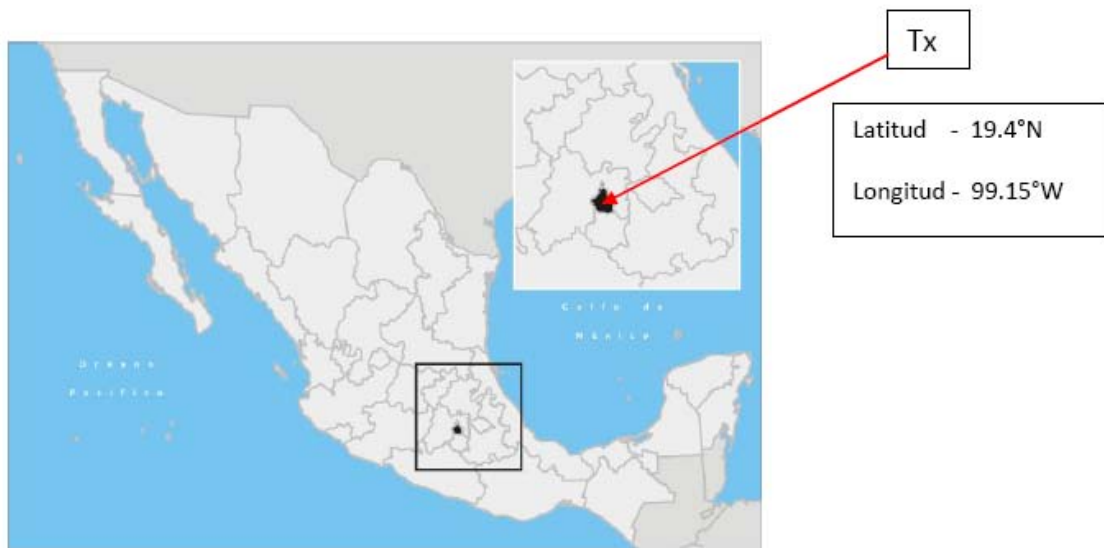 Tx
Latitud - 19.4°N
Longitud - 99.15°W
Golfo de
México
Océano
Pacífico